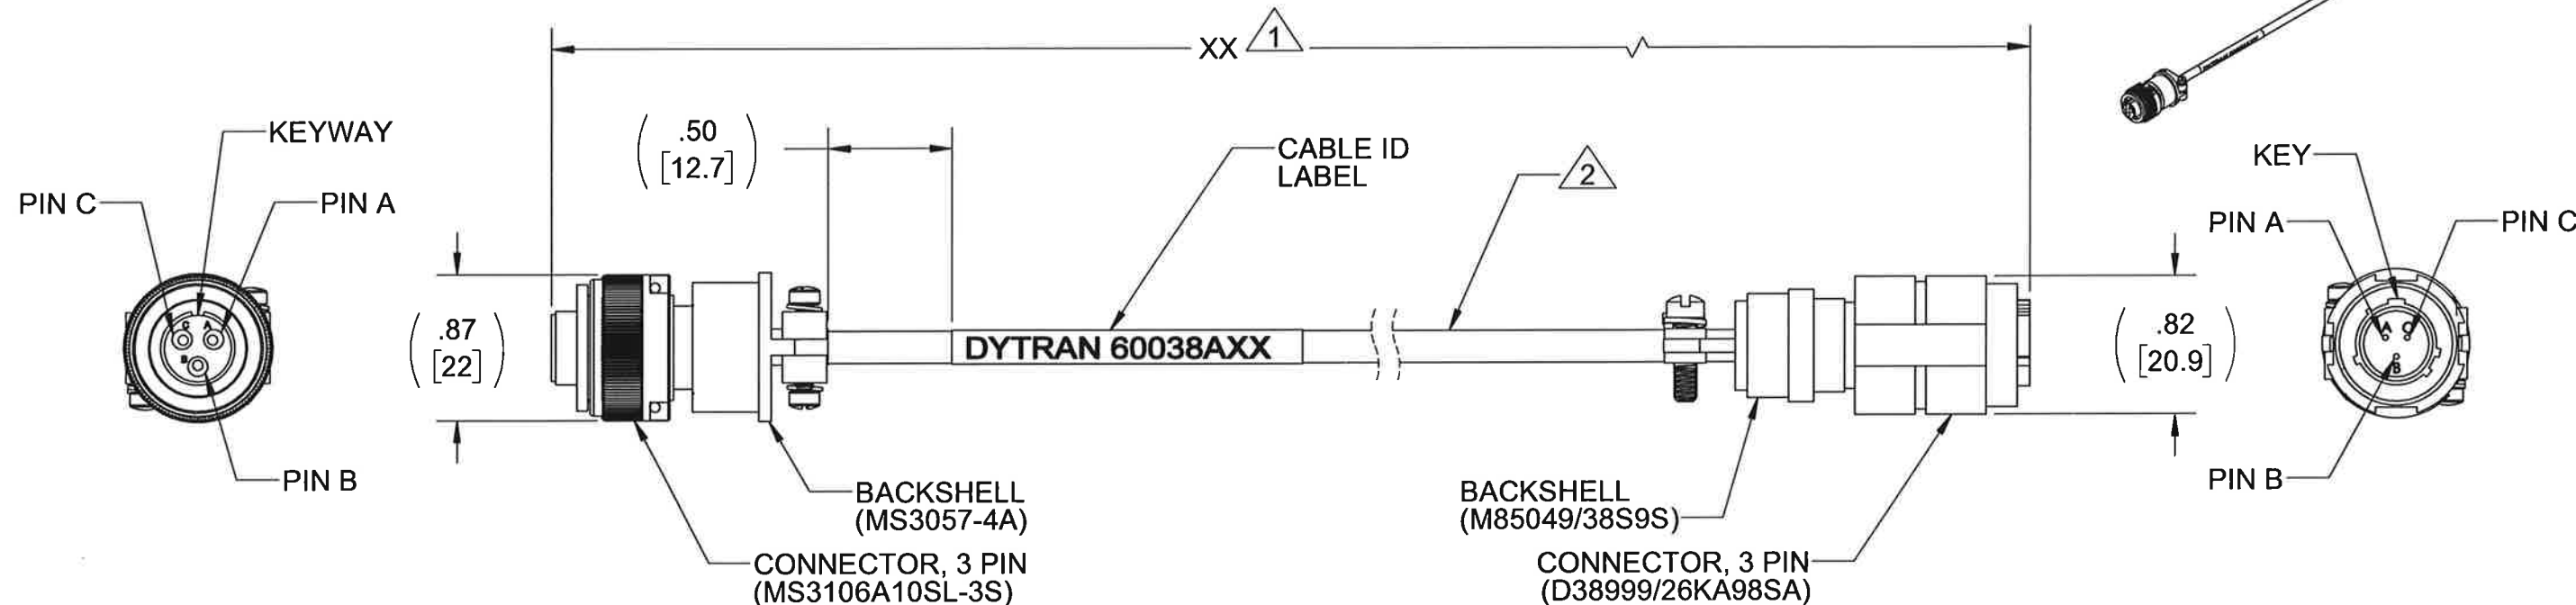 XX 1
KEYWAY
PIN C
PIN A
PIN B
.50
[12.7]
.87
[22]
CABLE ID
LABEL
2
DYTRAN 60038AXX
BACKSHELL
(MS3057-4A)
CONNECTOR, 3 PIN
(MS3106A10SL-3S)
BACKSHELL
(M85049/38S9S)
CONNECTOR, 3 PIN
(D38999/26KA98SA)
.82
[20.9]
KEY
PIN A
PIN C
PIN B
C A
B
A C
B